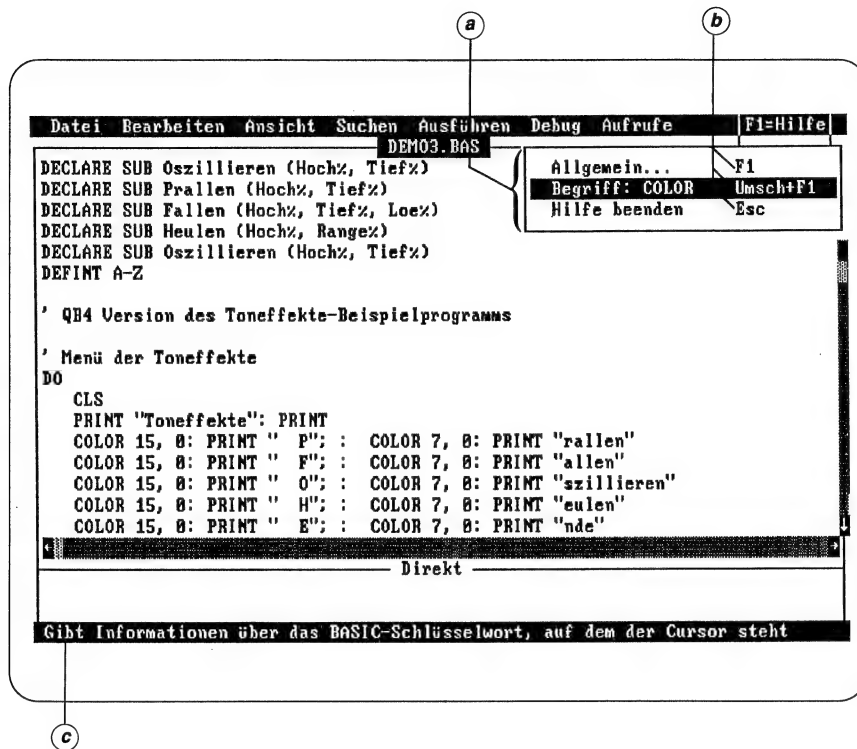 a b
Datei Bearbeiten Ansicht Suchen Ausführen Debug Aufrufe F1=Hilfe
DEMO3.BAS
DECLARE SUB Oszillieren (Hoch%, Tief%)
DECLARE SUB Prallen (Hoch%, Tief%)
DECLARE SUB Fallen (Hoch%, Tief%, Loe%)
DECLARE SUB Heulen (Hoch%, Range%)
DECLARE SUB Oszillieren (Hoch%, Tief%)
DEFINT A-Z
Allgemein... F1
Begriff: COLOR Umsch+F1
Hilfe beenden Esc
' QB4 Version des Toneffekte-Beispielprogramms
' Menü der Toneffekte
DO
CLS
PRINT "Toneffekte": PRINT
COLOR 15, 0: PRINT "  P"; :  COLOR 7, 0: PRINT "rallen"
COLOR 15, 0: PRINT "  F"; :  COLOR 7, 0: PRINT "allen"
COLOR 15, 0: PRINT "  O"; :  COLOR 7, 0: PRINT "szillieren"
COLOR 15, 0: PRINT "  H"; :  COLOR 7, 0: PRINT "eulen"
COLOR 15, 0: PRINT "  E"; :  COLOR 7, 0: PRINT "nde"
Direkt
Gibt Informationen über das BASIC-Schlüsselwort, auf dem der Cursor steht
c